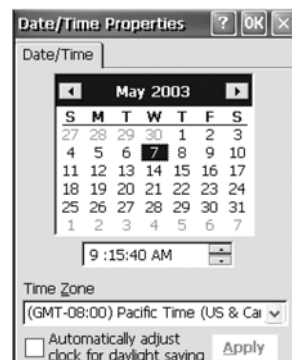 Date/Time Properties ? OK ×
Date/Time
May 2003
S M T W T F S
27 28 29 30 1 2 3
4 5 6 7 8 9 10
11 12 13 14 15 16 17
18 19 20 21 22 23 24
25 26 27 28 29 30 31
1 2 3 4 5 6 7
9 :15:40 AM
Time Zone
(GMT-08:00) Pacific Time (US & Ca
Automatically adjust
clock for daylight saving
Apply